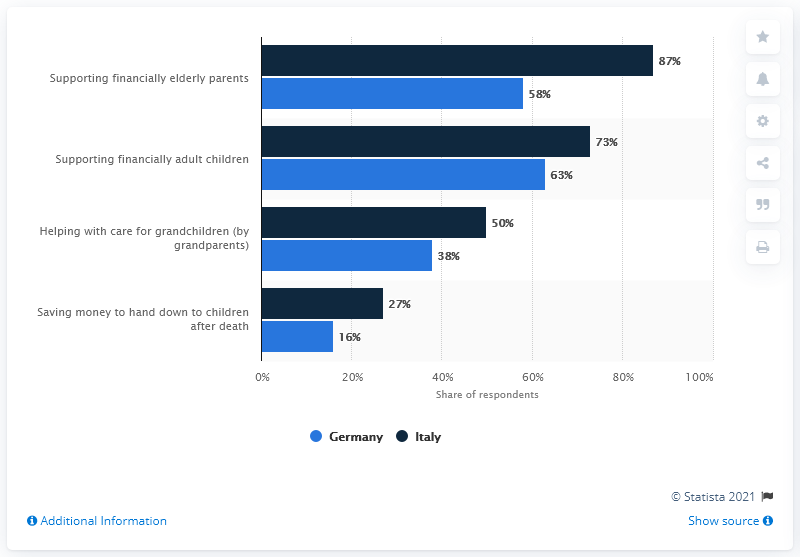 Supporting financially elderly parents
87%
58%
Supporting financially adult children
73%
63%
Helping with care for grandchildren (by
grandparents)
50%
38%
Saving money to hand down to children
after death
27%
16%
0% 20% 40% 60% 80% 100%
Share of respondents
Germany Italy
© Statista 2021
Additional Information Show source